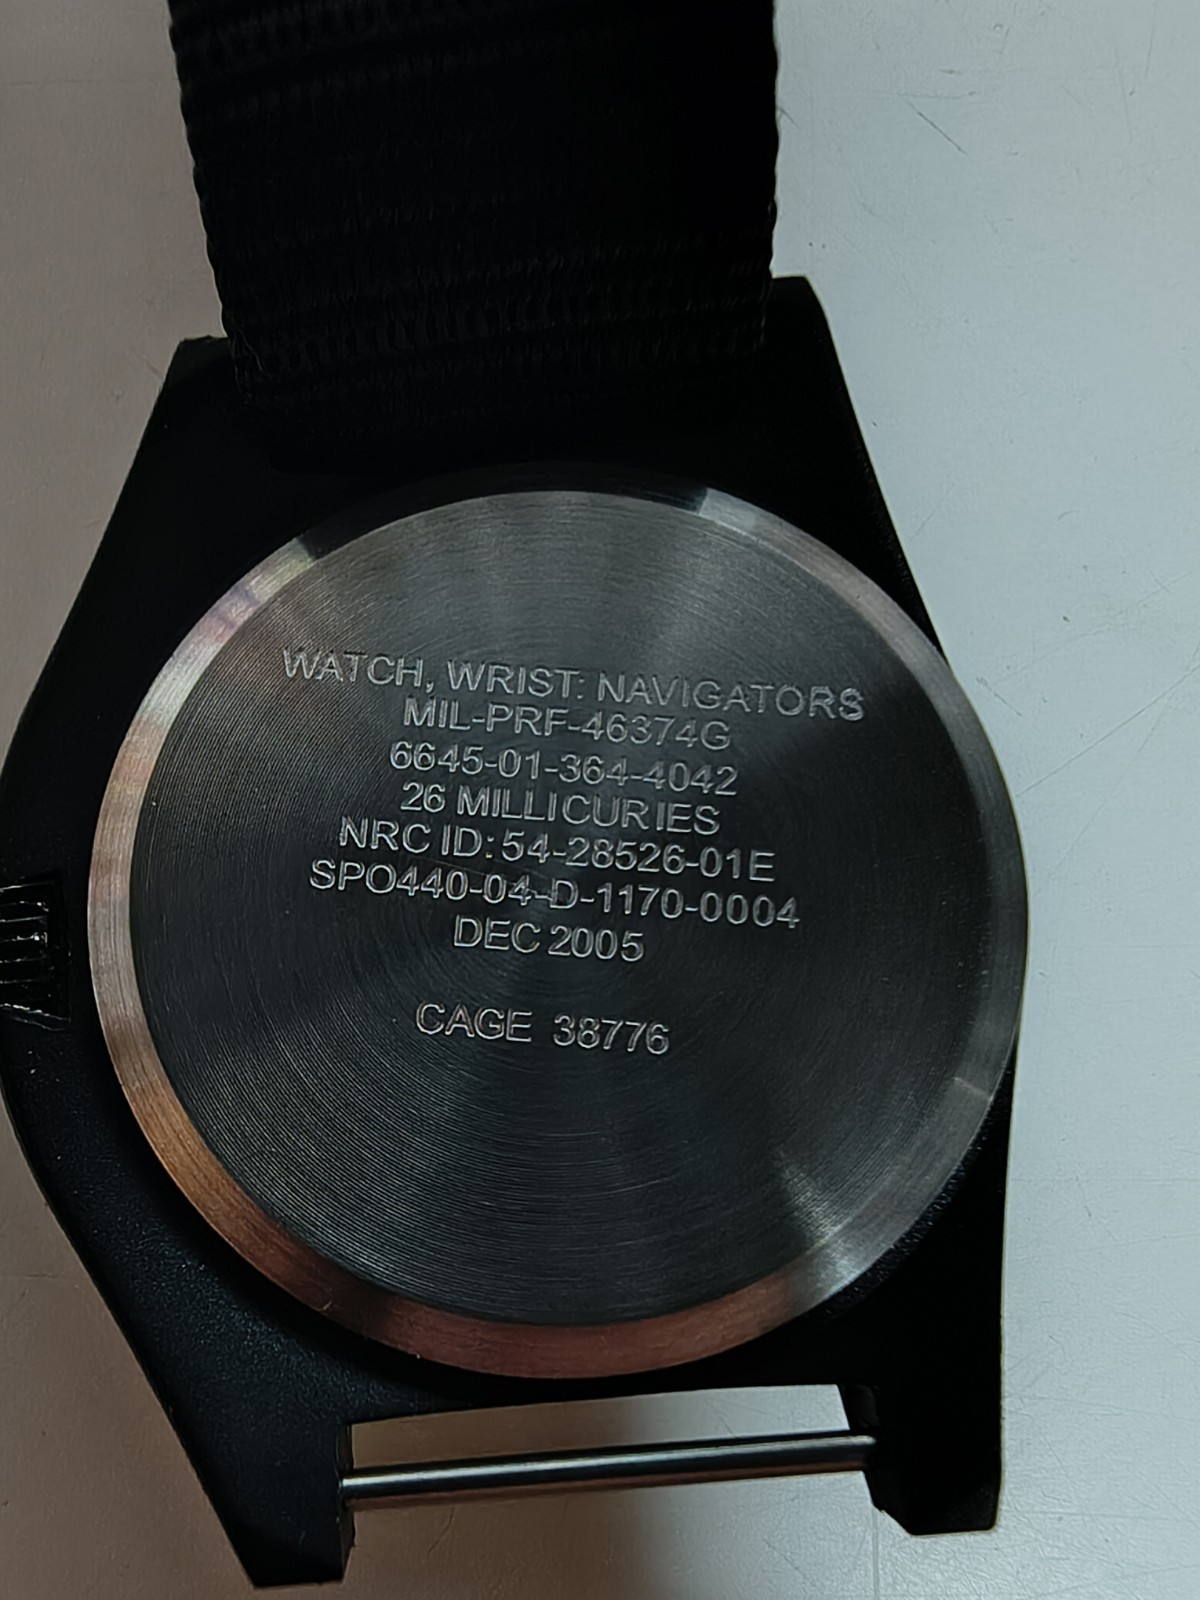 WATCH, WRIST: NAVIGATORS
MIL-PRF-46374G
6645-01-364-4042
26 MILLICURIES
NRC ID: 54-28526-01E
SPO440-04-D-1170-0004
DEC 2005
CAGE 38776